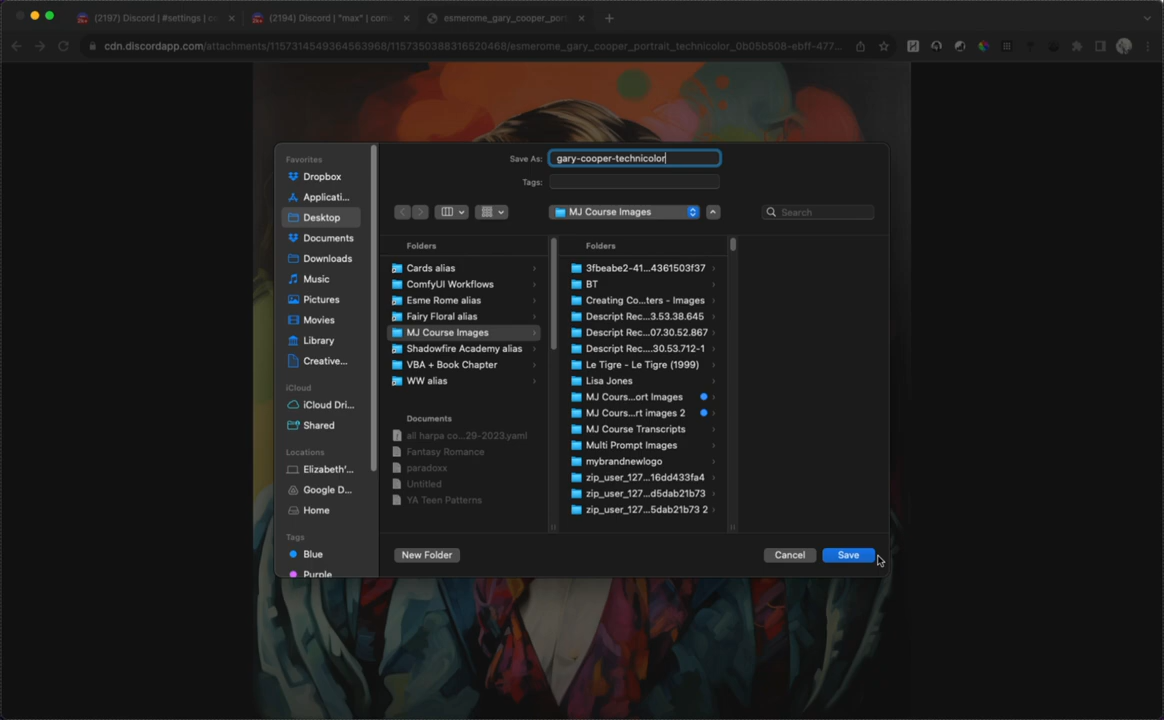 (2197) Discord | #settings | co
(2194) Discord | "max" | com
esmerome_gary_cooper_por
cdn.discordapp.com/attachments/1157314549364563968/1157350388316520468/esmerome_gary_cooper_portrait_technicolor_0b05b508-ebff-477...
Save As: gary-cooper-technicolor
Tags:
MJ Course Images
Search
Favorites
Dropbox
Applicati...
Desktop
Documents
Downloads
Music
Pictures
Movies
Library
Creative...
iCloud
iCloud Dri...
Shared
Locations
Elizabeth'...
Google D...
Home
Tags
Blue
Purple
Folders
Cards alias
ComfyUI Workflows
Esme Rome alias
Fairy Floral alias
MJ Course Images
Shadowfire Academy alias
VBA + Book Chapter
WW alias
Documents
all harpa co...29-2023.yaml
Fantasy Romance
paradoxx
Untitled
YA Teen Patterns
Folders
3fbeabe2-41...4361503f37
BT
Creating Co...ters - Images
Descript Rec...3.53.38.645
Descript Rec...07.30.52.867
Descript Rec....30.53.712-1
Le Tigre - Le Tigre (1999)
Lisa Jones
MJ Cours...ort Images
MJ Cours...rt images 2
MJ Course Transcripts
Multi Prompt Images
mybrandnewlogo
zip_user_127...16dd433fa4
zip_user_127...d5dab21b73
zip_user_127...5dab21b73 2
New Folder
Cancel
Save